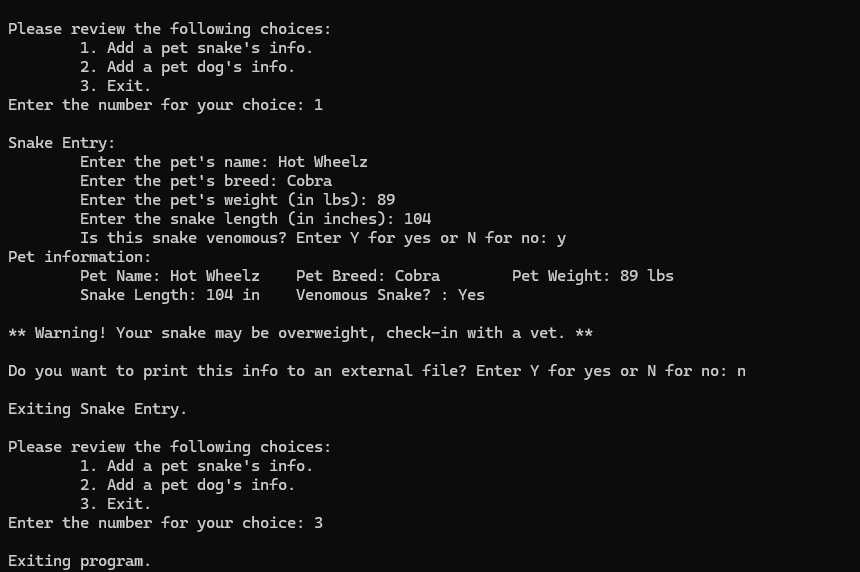 Please review the following choices:
1. Add a pet snake's info.
2. Add a pet dog's info.
3. Exit.
Enter the number for your choice: 1
Snake Entry:
Enter the pet's name: Hot Wheelz
Enter the pet's breed: Cobra
Enter the pet's weight (in lbs): 89
Enter the snake length (in inches): 104
Is this snake venomous? Enter Y for yes or N for no: y
Pet information:
Pet Name: Hot Wheelz    Pet Breed: Cobra        Pet Weight: 89 lbs
Snake Length: 104 in    Venomous Snake? : Yes
** Warning! Your snake may be overweight, check-in with a vet. **
Do you want to print this info to an external file? Enter Y for yes or N for no: n
Exiting Snake Entry.
Please review the following choices:
1. Add a pet snake's info.
2. Add a pet dog's info.
3. Exit.
Enter the number for your choice: 3
Exiting program.